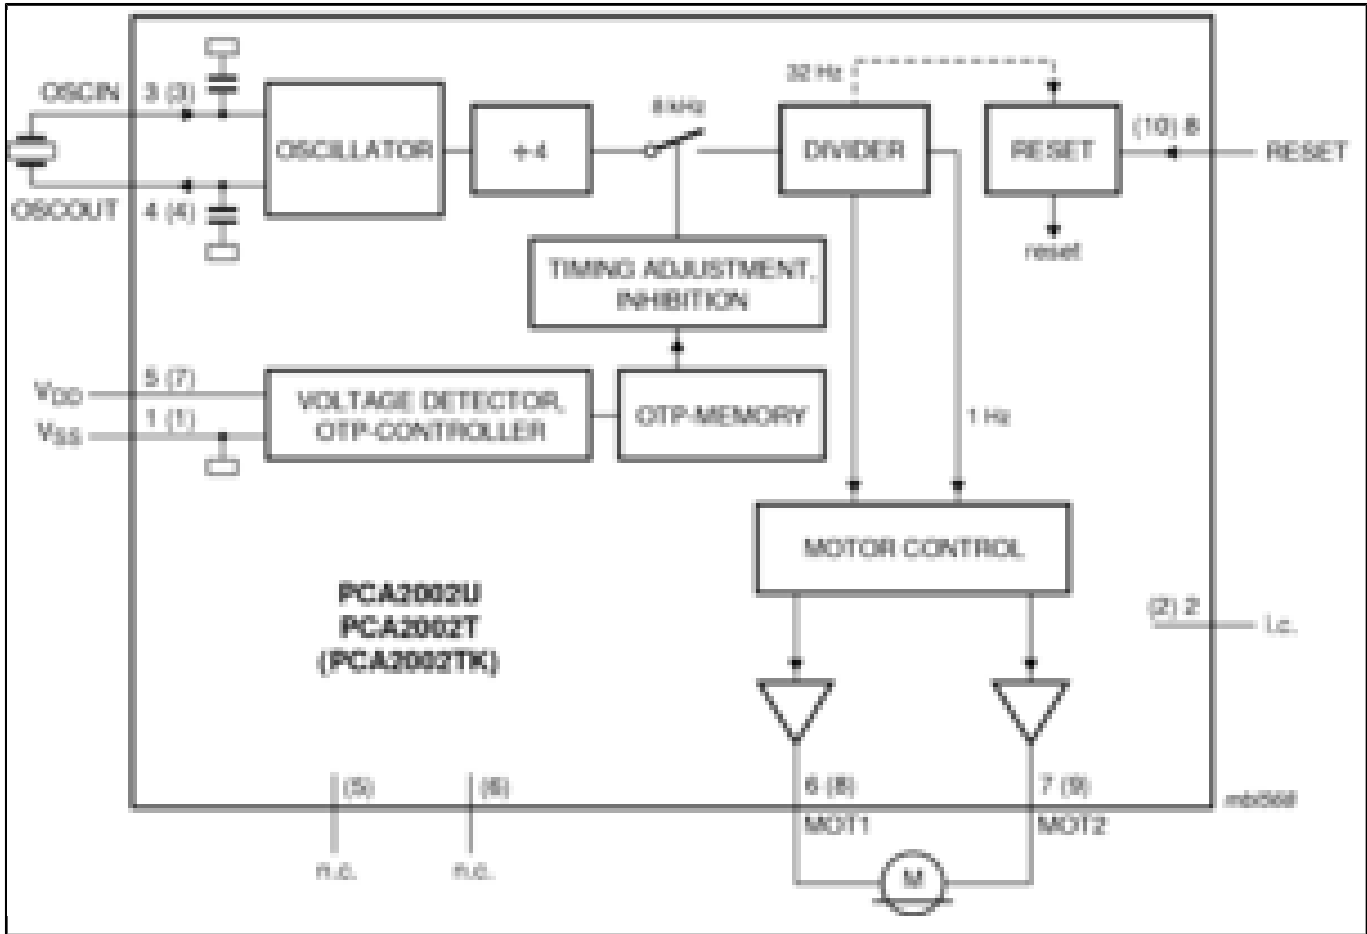 32 Hz
8 kHz
OSCIN 3 (3)
(10) 8
OSCILLATOR ÷4 DIVIDER RESET RESET
OSCOUT 4 (4)
reset
TIMING ADJUSTMENT,
INHIBITION
VDD 5 (7)
VOLTAGE DETECTOR,
OTP-CONTROLLER
OTP-MEMORY
1 Hz
VSS 1 (1)
MOTOR CONTROL
PCA2002U
PCA2002T
(PCA2002TK)
(2) 2 i.c.
(5) (6) 6 (8) 7 (9)
MOT1 MOT2
n.c. n.c.
M